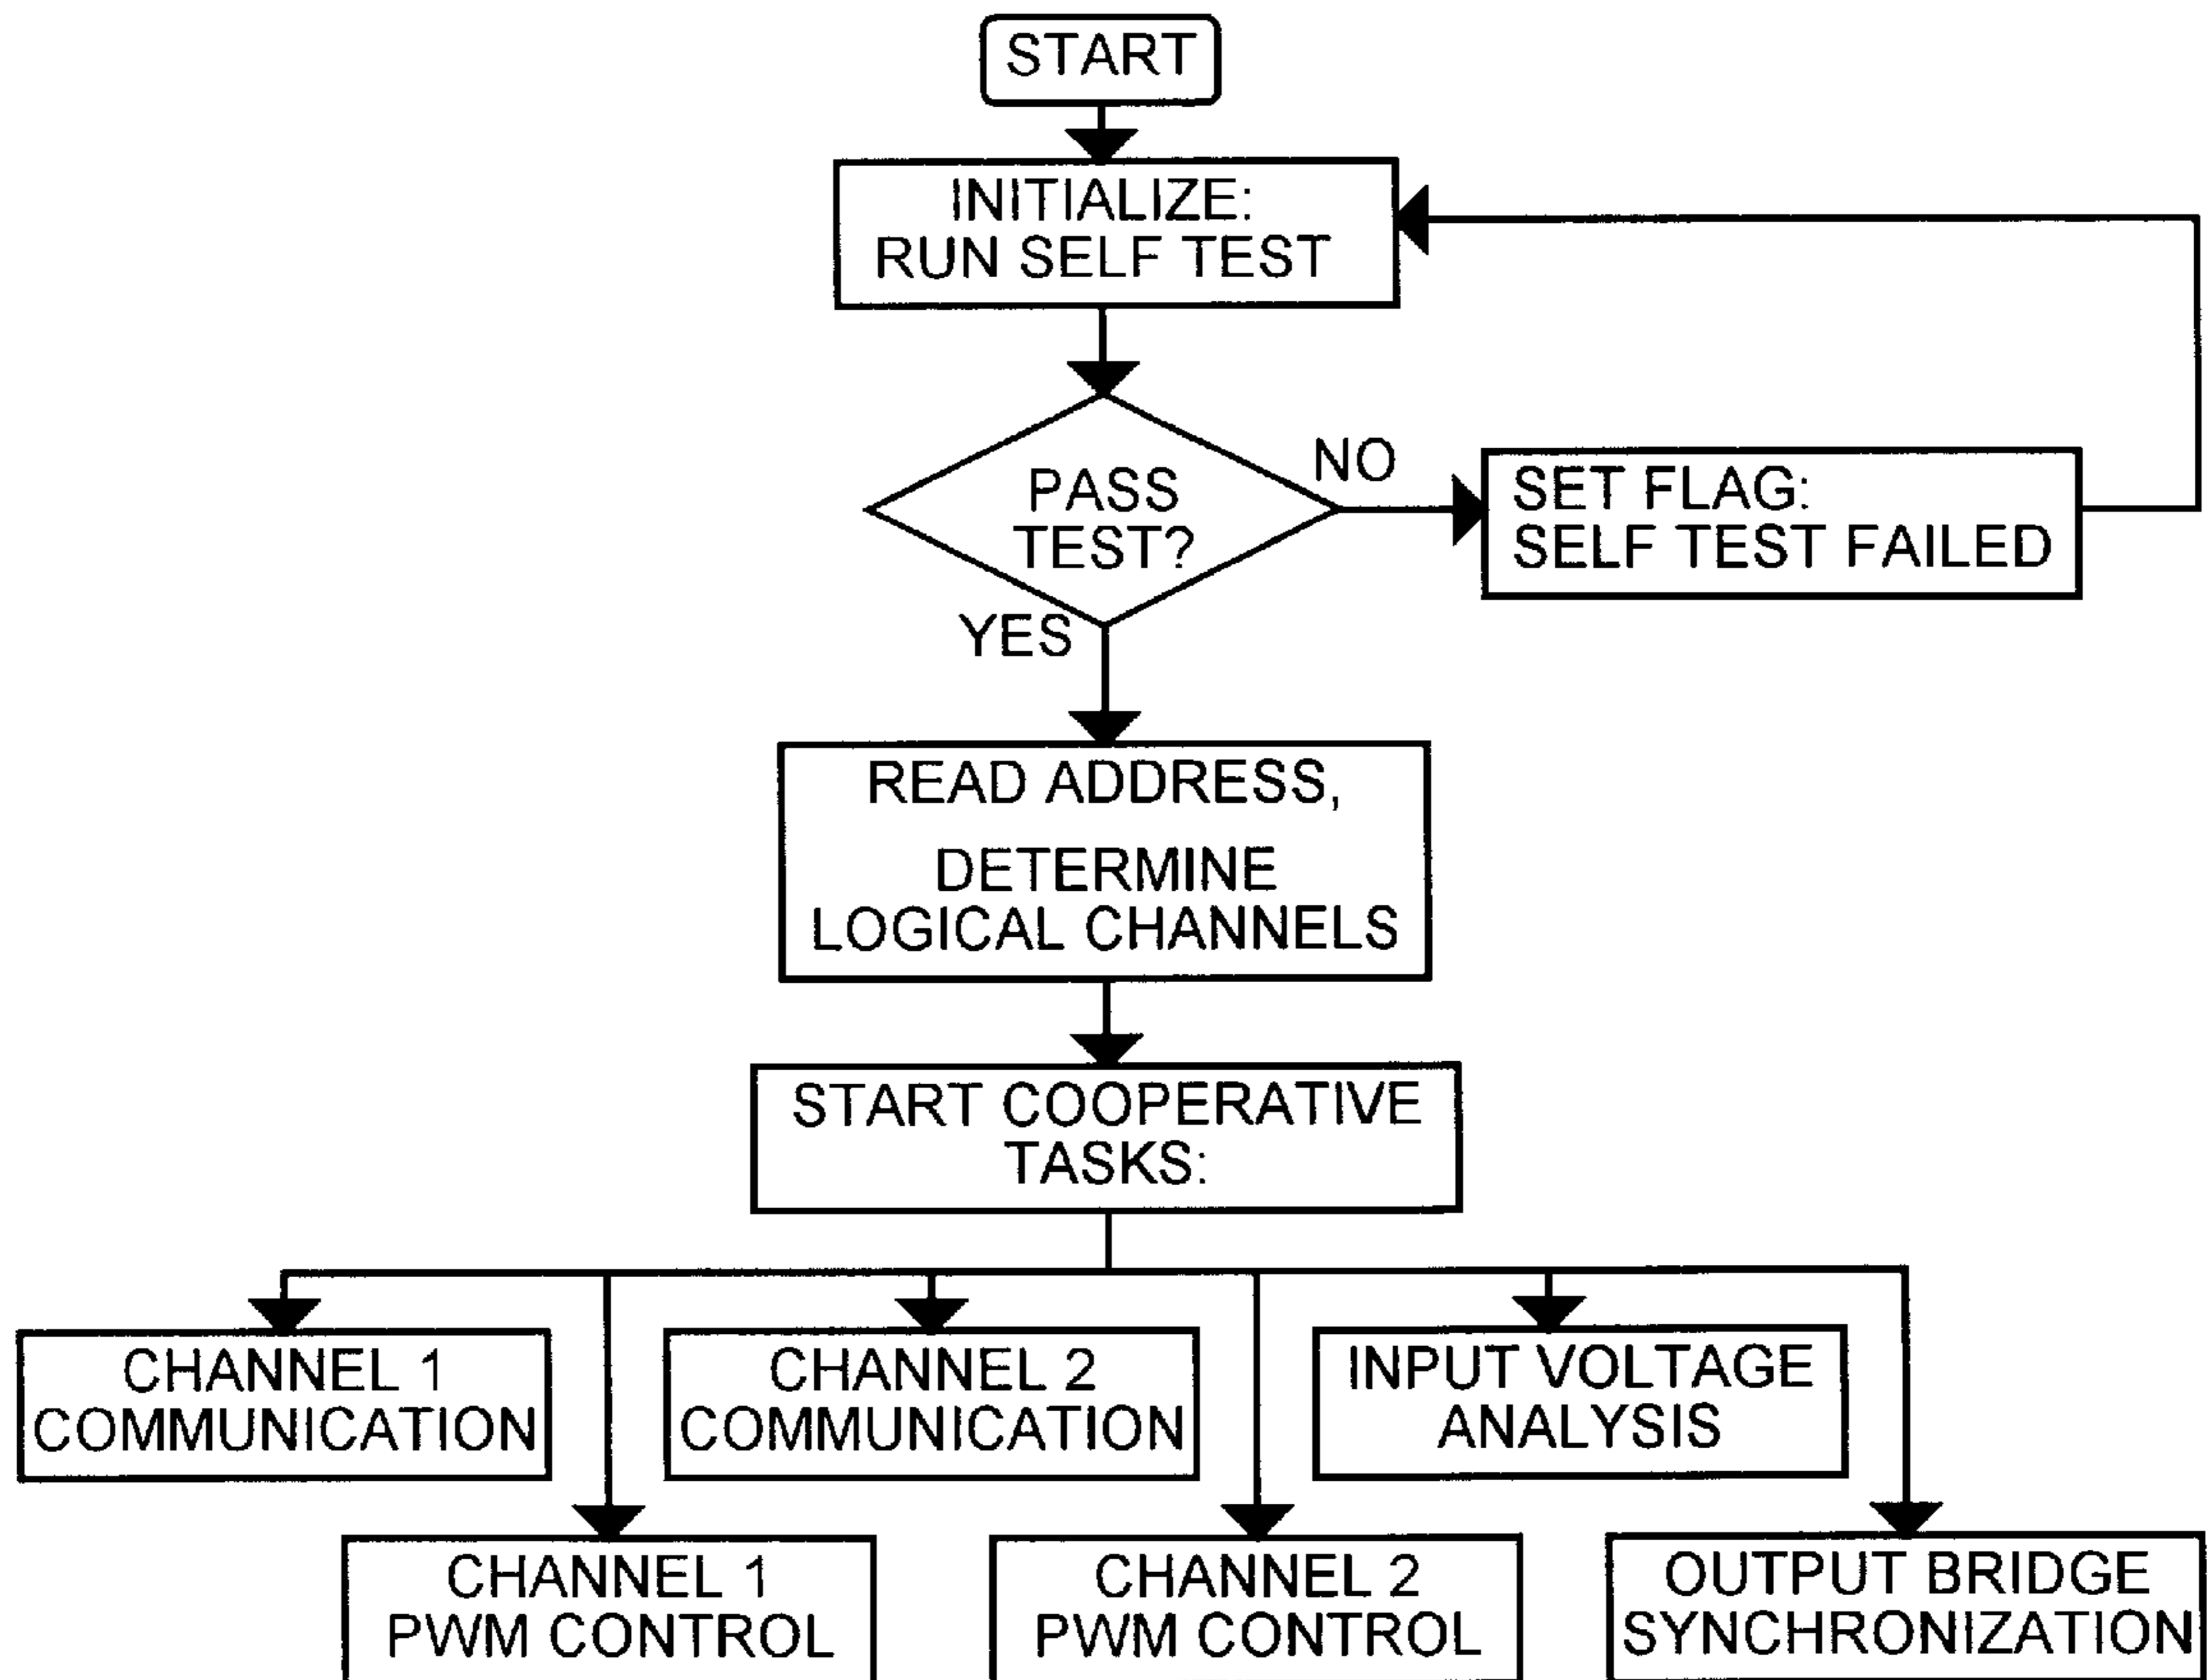 START
INITIALIZE:
RUN SELF TEST
PASS
TEST?
NO
SET FLAG:
SELF TEST FAILED
YES
READ ADDRESS,
DETERMINE
LOGICAL CHANNELS
START COOPERATIVE
TASKS:
CHANNEL 1
COMMUNICATION
CHANNEL 2
COMMUNICATION
INPUT VOLTAGE
ANALYSIS
CHANNEL 1
PWM CONTROL
CHANNEL 2
PWM CONTROL
OUTPUT BRIDGE
SYNCHRONIZATION